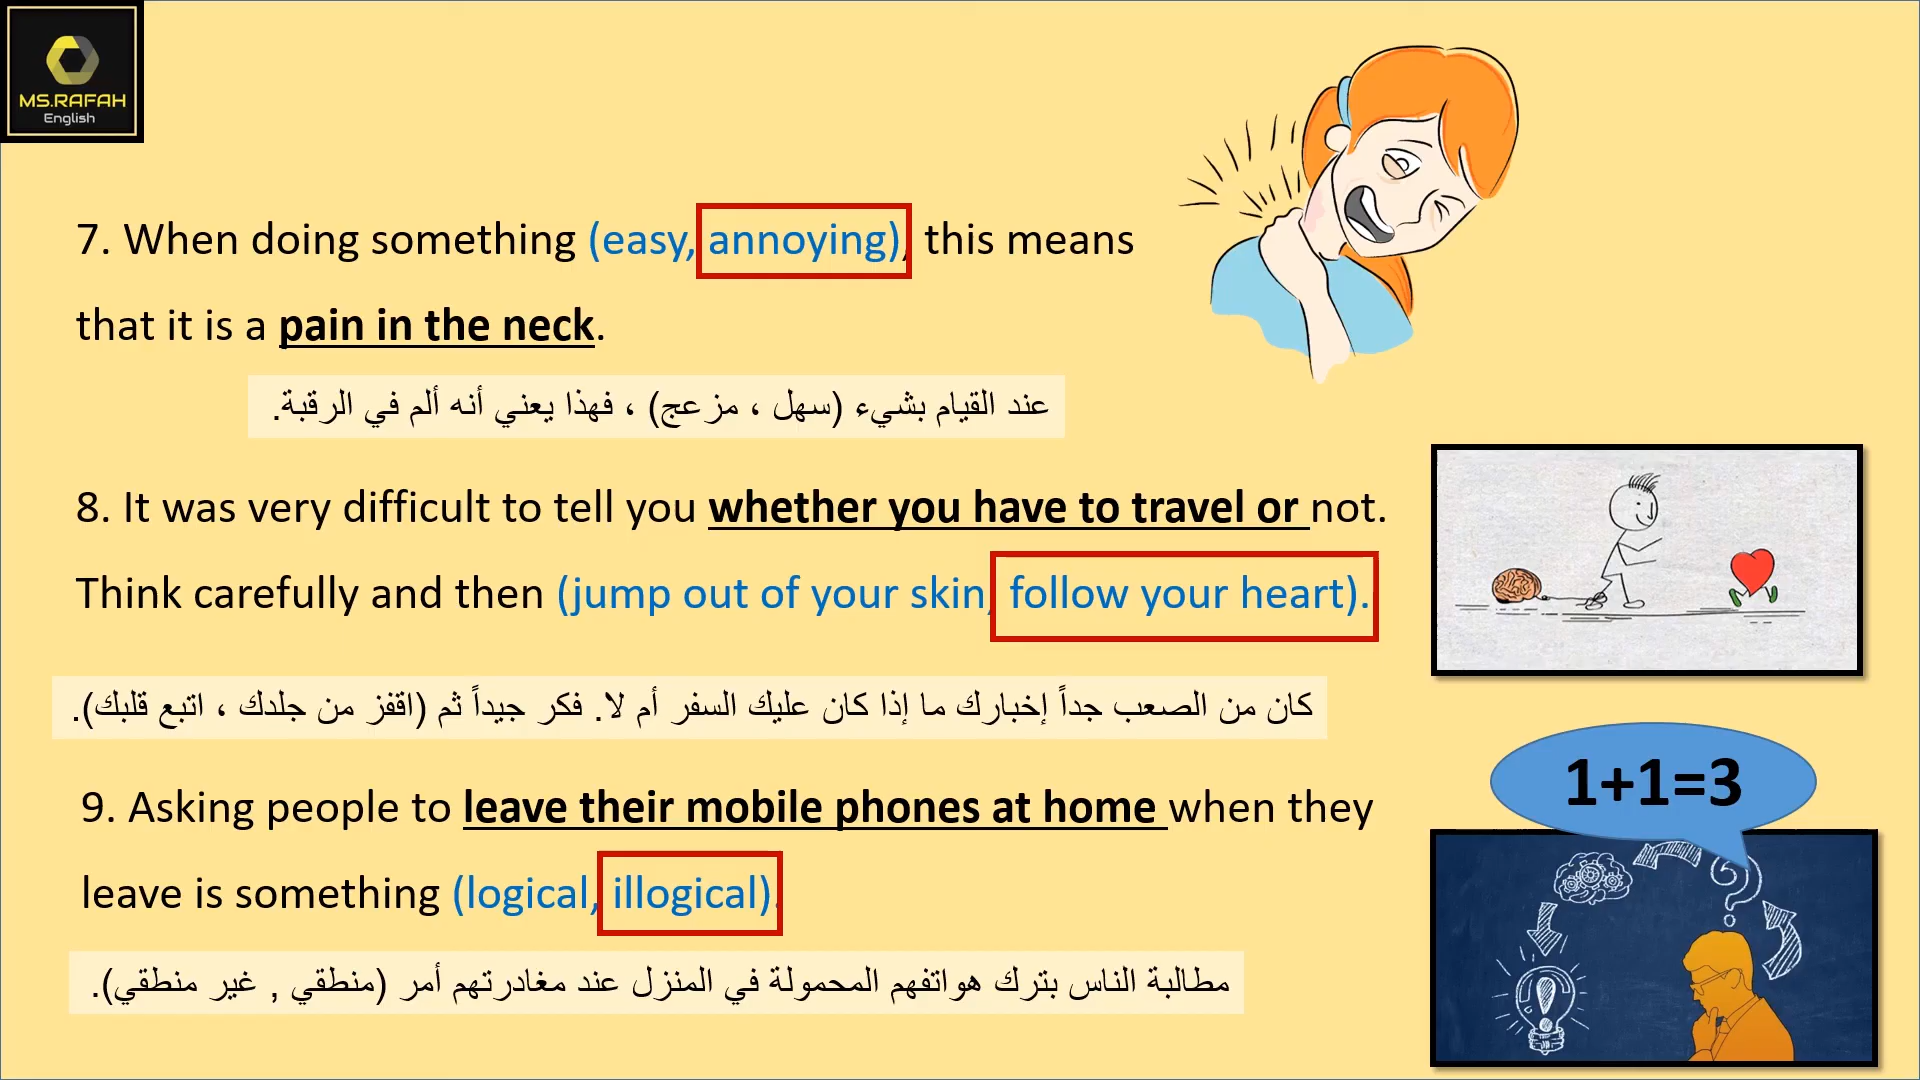 MS.RAFAH
English
7. When doing something (easy, annoying), this means
that it is a pain in the neck.
عند القيام بشيء (سهل ، مزعج) ، فهذا يعني أنه ألم في الرقبة.
8. It was very difficult to tell you whether you have to travel or not.
Think carefully and then (jump out of your skin, follow your heart).
كان من الصعب جداً إخبارك ما إذا كان عليك السفر أم لا. فكر جيداً ثم (اقفز من جلدك ، اتبع قلبك).
1+1=3
9. Asking people to leave their mobile phones at home when they
leave is something (logical, illogical).
مطالبة الناس بترك هواتفهم المحمولة في المنزل عند مغادرتهم أمر (منطقي , غير منطقي).